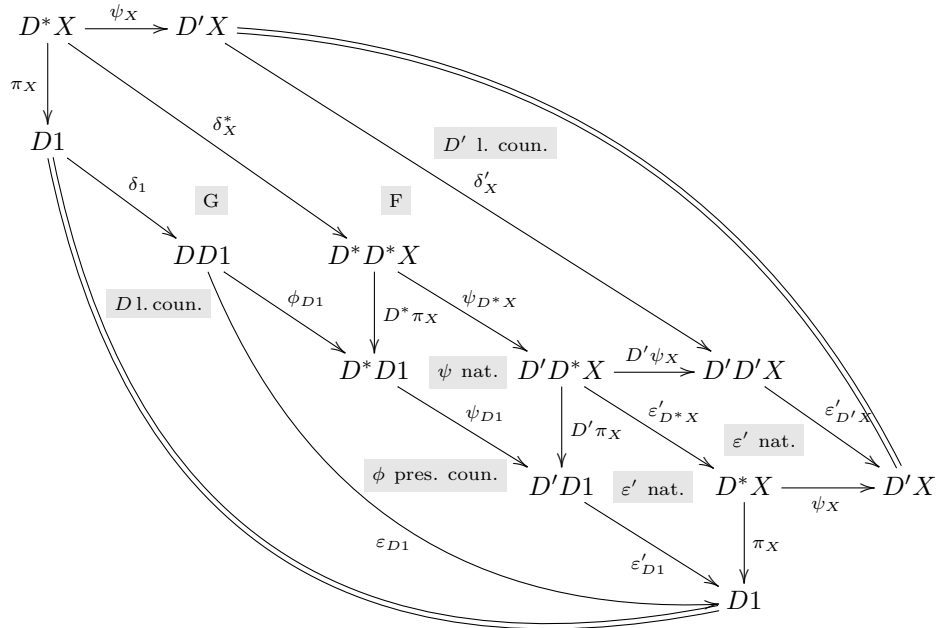 D*X ψ_X D′X
π_X
D1 δ*_X D′ l. coun.
δ_1 δ′_X
G F
DD1 D*D*X
D l. coun. φ_{D1} D*π_X ψ_{D*X}
D*D1 ψ nat. D′D*X D′ψ_X D′D′X
ψ_{D1} D′π_X ε′_{D*X} ε′_{D′X}
ε′ nat.
φ pres. coun. D′D1 ε′ nat. D*X ψ_X D′X
ε_{D1} ε′_{D1} π_X
D1